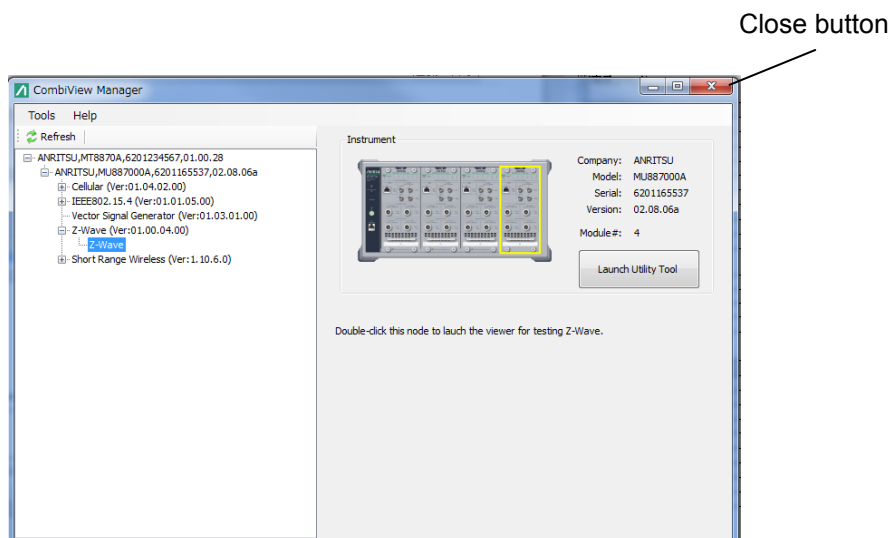 Close button
CombiView Manager
Tools Help
Refresh
ANRITSU,MT8870A,6201234567,01.00.28
ANRITSU,MU887000A,6201165537,02.08.06a
Cellular (Ver:01.04.02.00)
IEEE802.15.4 (Ver:01.01.05.00)
Vector Signal Generator (Ver:01.03.01.00)
Z-Wave (Ver:01.00.04.00)
Z-Wave
Short Range Wireless (Ver:1.10.6.0)
Instrument
Company: ANRITSU
Model: MU887000A
Serial: 6201165537
Version: 02.08.06a
Module#: 4
Launch Utility Tool
Double-click this node to lauch the viewer for testing Z-Wave.